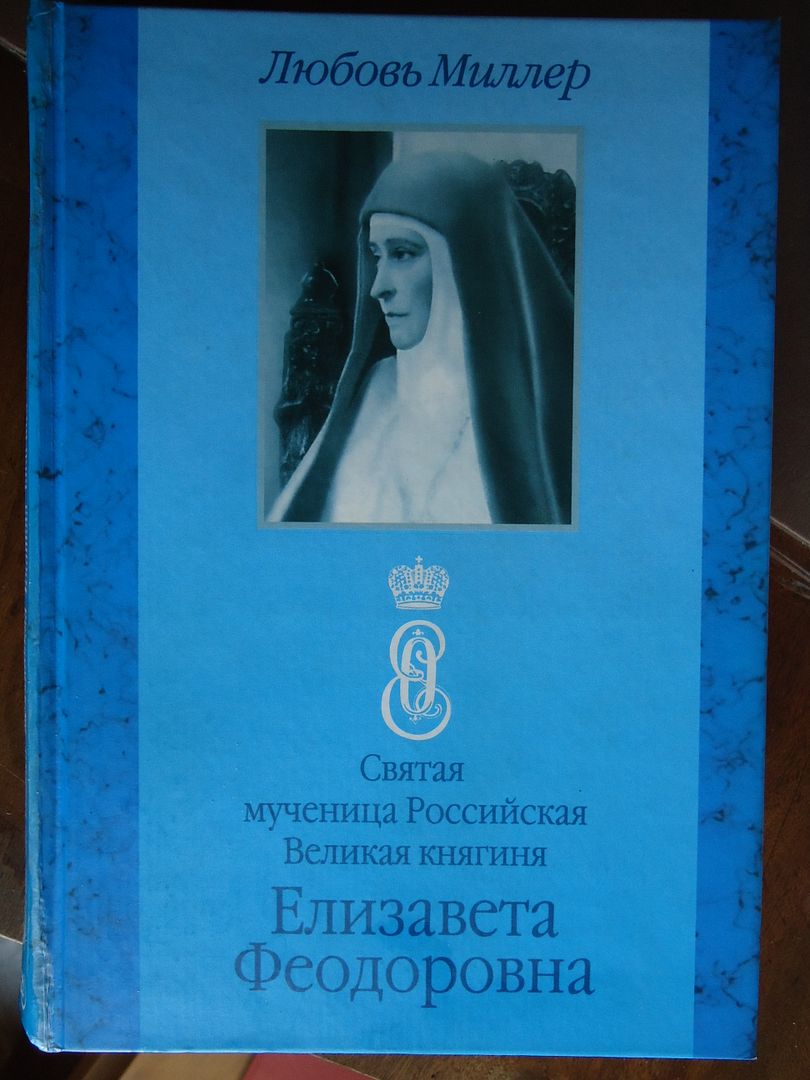 Любовь Миллер
Святая
мученица Российская
Великая княгиня
Елизавета
Феодоровна